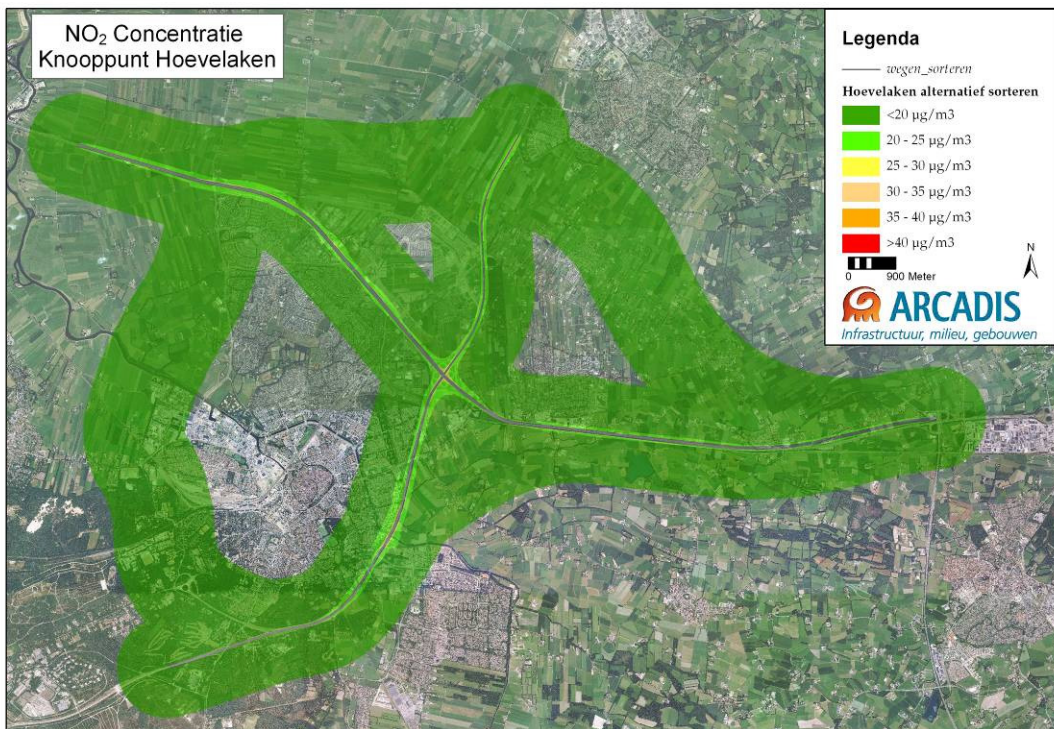 NO₂ Concentratie
Knooppunt Hoevelaken
Legenda
wegen_sorteren
Hoevelaken alternatief sorteren
<20 µg/m3
20 - 25 µg/m3
25 - 30 µg/m3
30 - 35 µg/m3
35 - 40 µg/m3
>40 µg/m3
N
0 900 Meter
ARCADIS
Infrastructuur, milieu, gebouwen